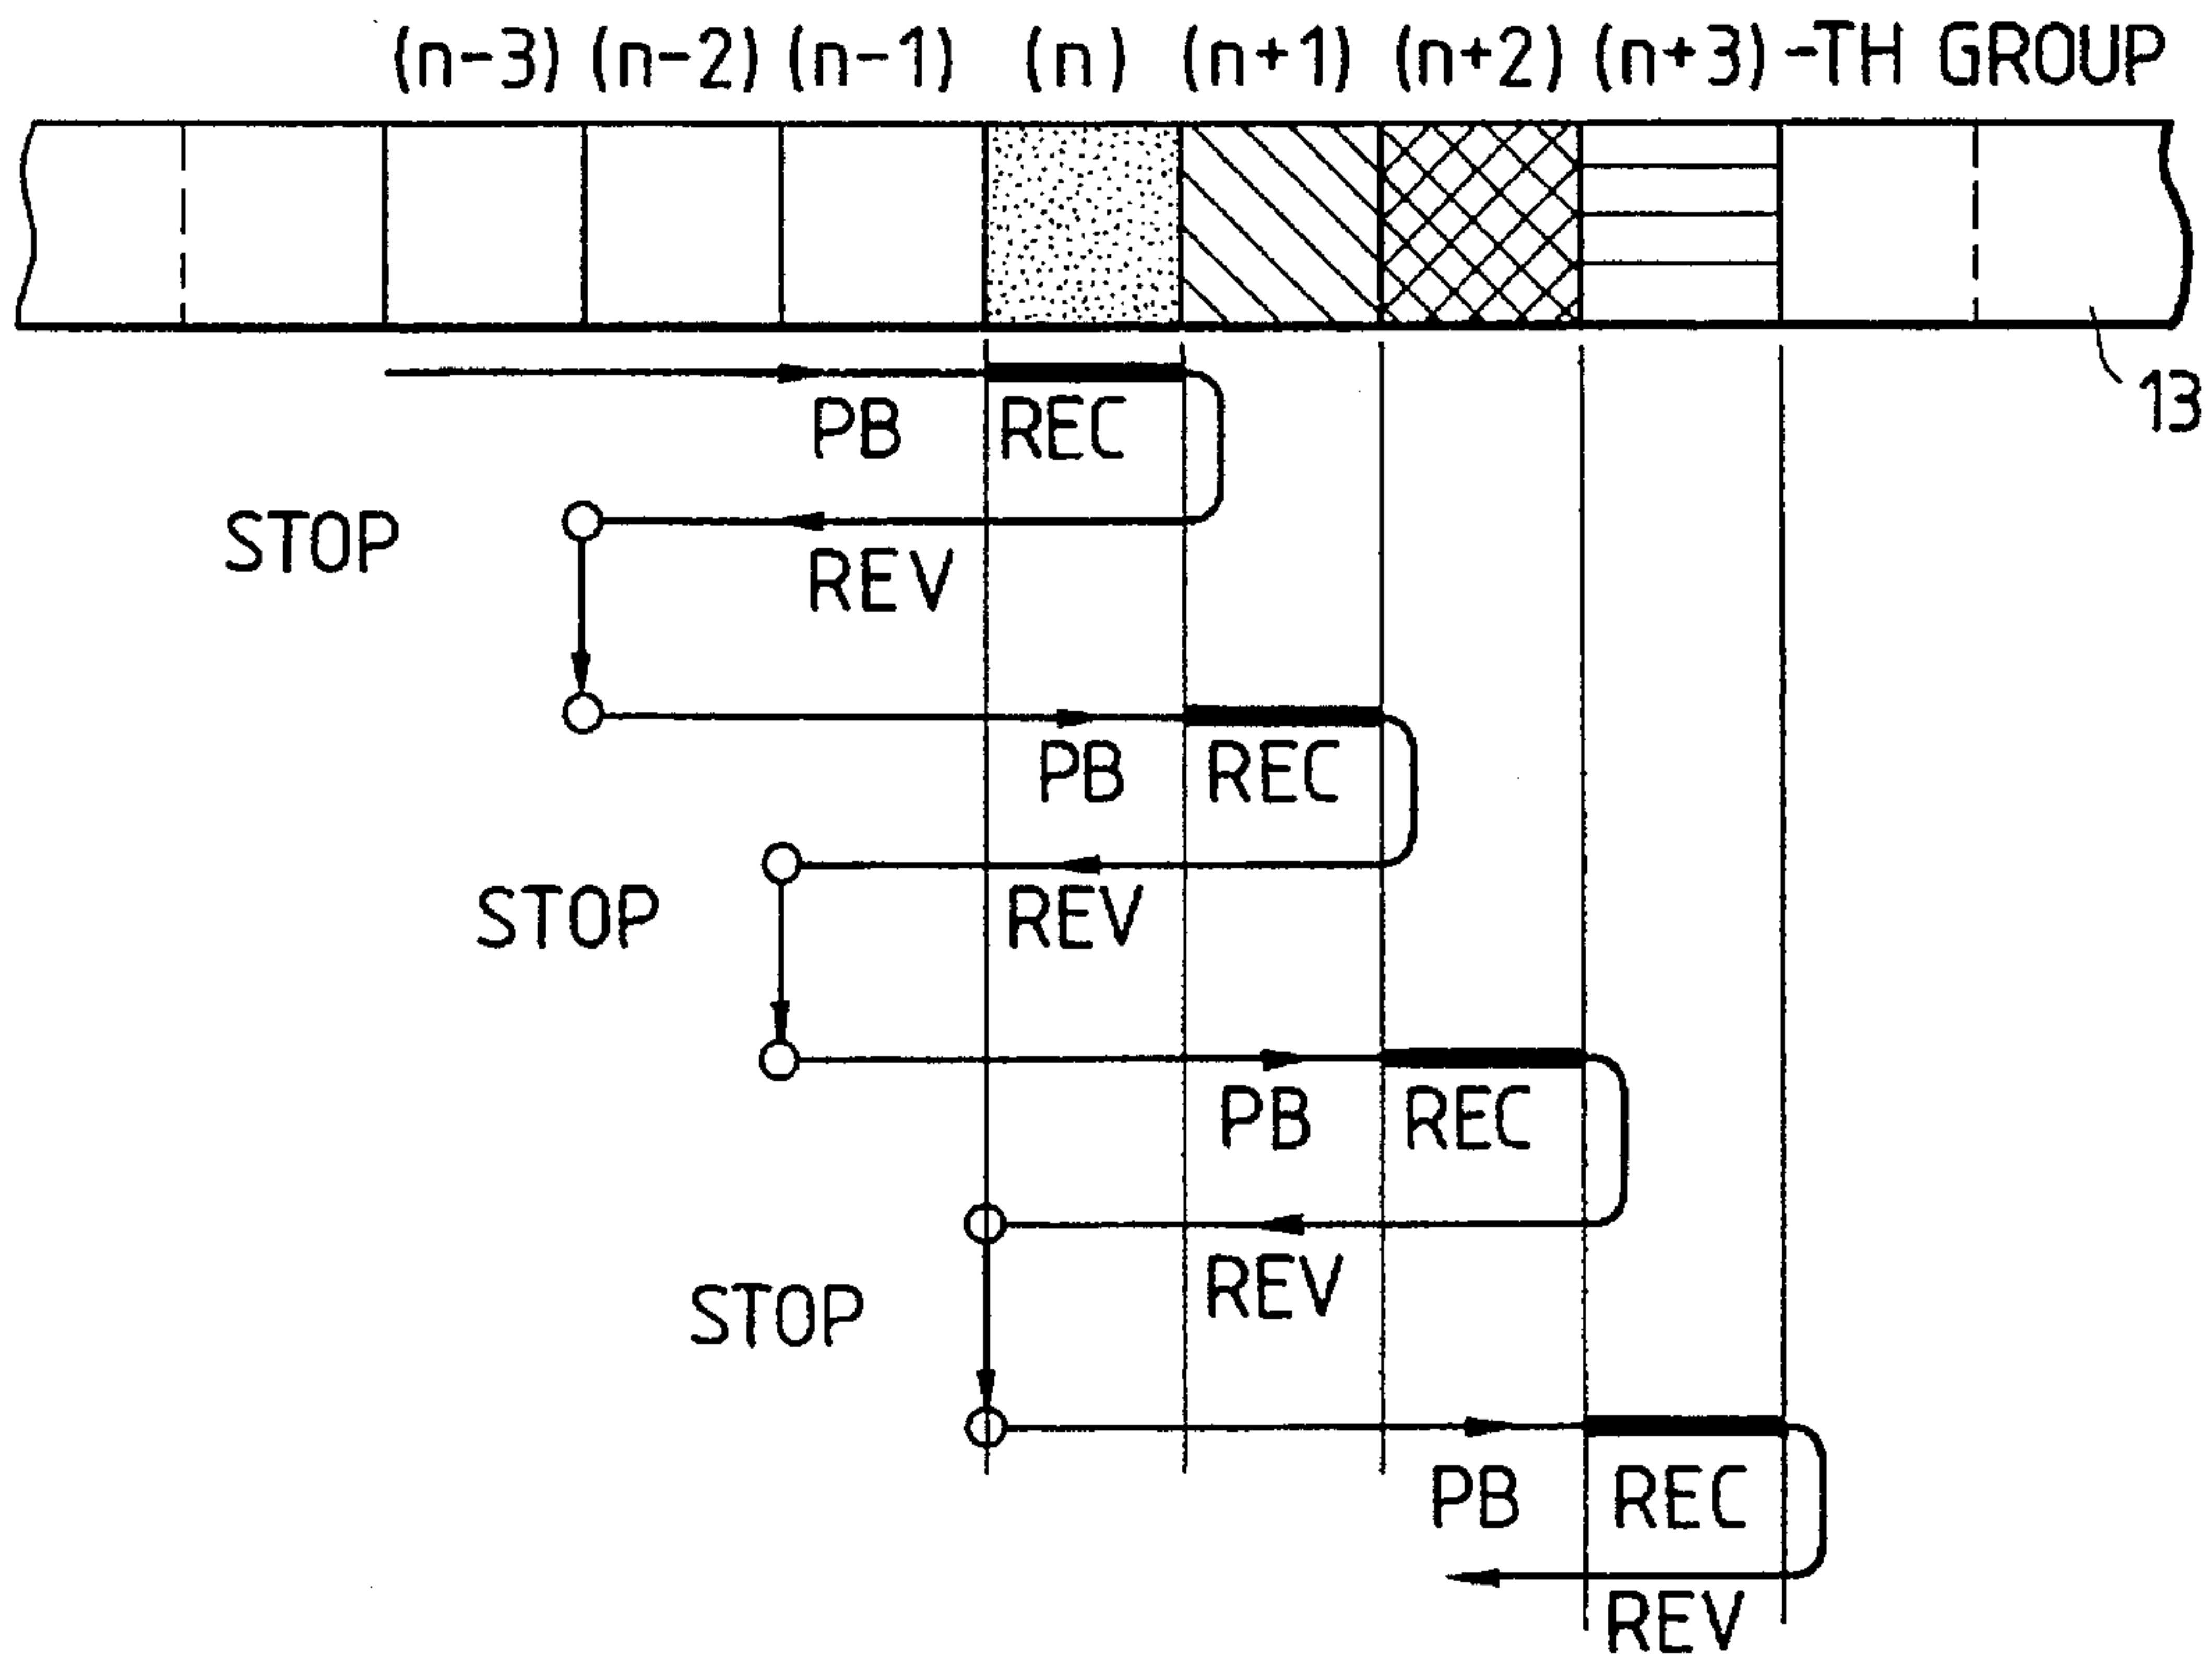 (n-3) (n-2) (n-1) (n) (n+1) (n+2) (n+3) -TH GROUP
13
PB REC
STOP
REV
PB REC
STOP
REV
PB REC
REV
STOP
PB REC
REV